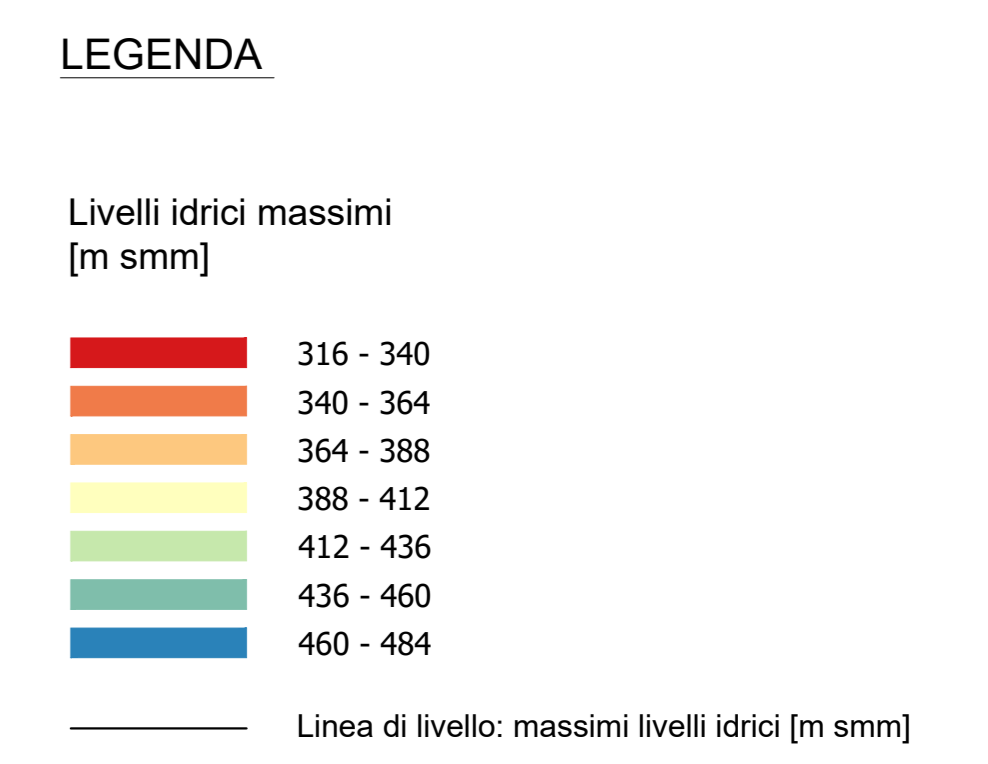 LEGENDA
Livelli idrici massimi
[m smm]
316 - 340
340 - 364
364 - 388
388 - 412
412 - 436
436 - 460
460 - 484
Linea di livello: massimi livelli idrici [m smm]